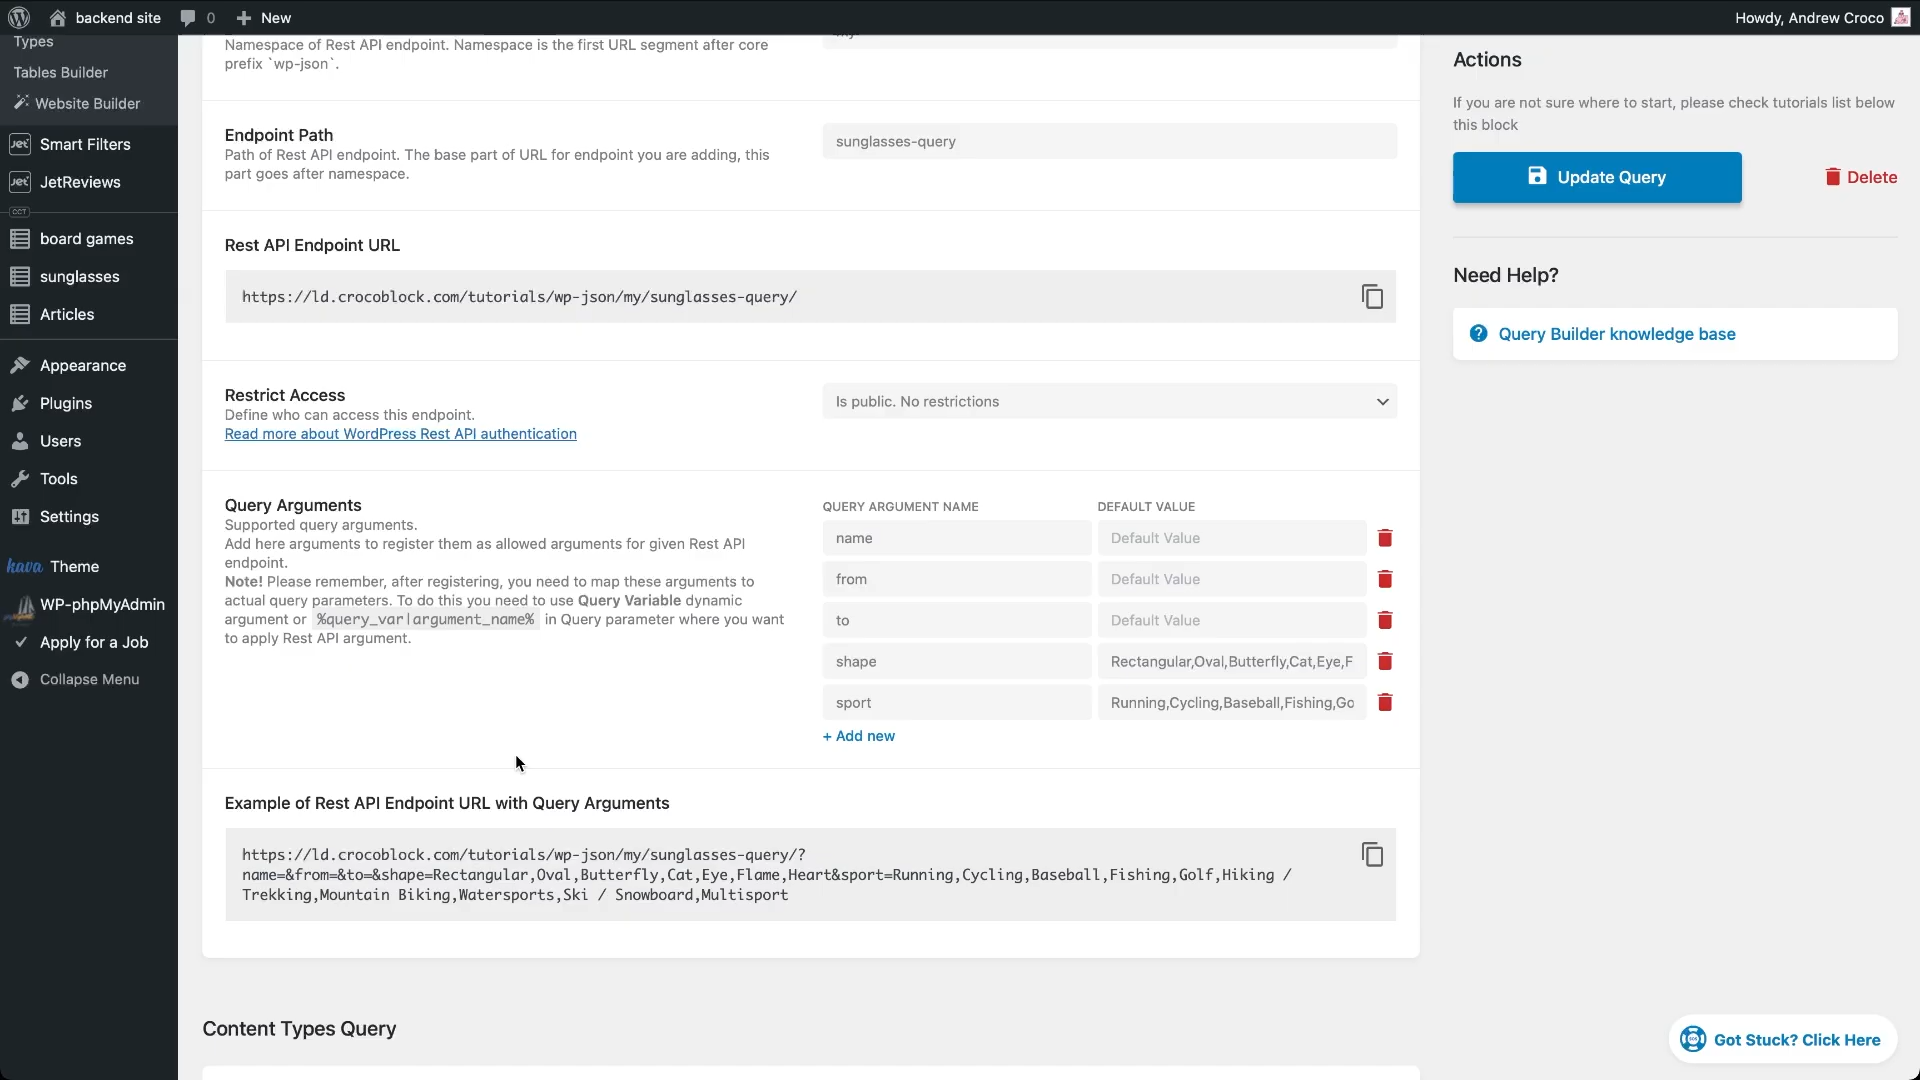 backend site
0
New
Howdy, Andrew Croco
Types
Tables Builder
Website Builder
Jet
Smart Filters
Jet
JetReviews
CCT
board games
sunglasses
Articles
Appearance
Plugins
Users
Tools
Settings
kava Theme
WP-phpMyAdmin
Apply for a Job
Collapse Menu
Namespace of Rest API endpoint. Namespace is the first URL segment after core
prefix `wp-json`.
Endpoint Path
Path of Rest API endpoint. The base part of URL for endpoint you are adding, this
part goes after namespace.
sunglasses-query
Rest API Endpoint URL
https://ld.crocoblock.com/tutorials/wp-json/my/sunglasses-query/
Restrict Access
Define who can access this endpoint.
Read more about WordPress Rest API authentication
Is public. No restrictions
Query Arguments
Supported query arguments.
Add here arguments to register them as allowed arguments for given Rest API
endpoint.
Note! Please remember, after registering, you need to map these arguments to
actual query parameters. To do this you need to use Query Variable dynamic
argument or %query_var|argument_name% in Query parameter where you want
to apply Rest API argument.
QUERY ARGUMENT NAME
DEFAULT VALUE
name
Default Value
from
Default Value
to
Default Value
shape
Rectangular,Oval,Butterfly,Cat,Eye,F
sport
Running,Cycling,Baseball,Fishing,Go
+ Add new
Example of Rest API Endpoint URL with Query Arguments
https://ld.crocoblock.com/tutorials/wp-json/my/sunglasses-query/?
name=&from=&to=&shape=Rectangular,Oval,Butterfly,Cat,Eye,Flame,Heart&sport=Running,Cycling,Baseball,Fishing,Golf,Hiking /
Trekking,Mountain Biking,Watersports,Ski / Snowboard,Multisport
Content Types Query
Actions
If you are not sure where to start, please check tutorials list below
this block
Update Query
Delete
Need Help?
Query Builder knowledge base
Got Stuck? Click Here